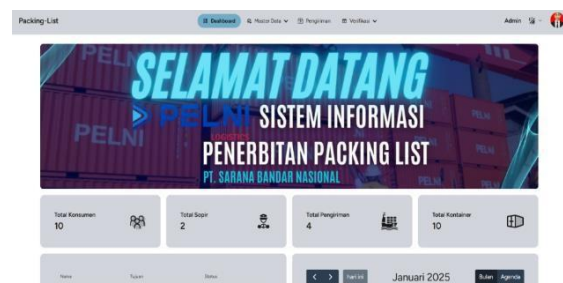 Packing-List Dashboard Master Data Pengiriman Verifikasi Admin
SELAMAT DATANG
PELNI SISTEM INFORMASI
LOGISTICS
PENERBITAN PACKING LIST
PT. SARANA BANDAR NASIONAL
Total Konsumen
10
Total Sopir
2
Total Pengiriman
4
Total Kontainer
10
Nama Tujuan Status
Hari ini Januari 2025 Bulan Agenda